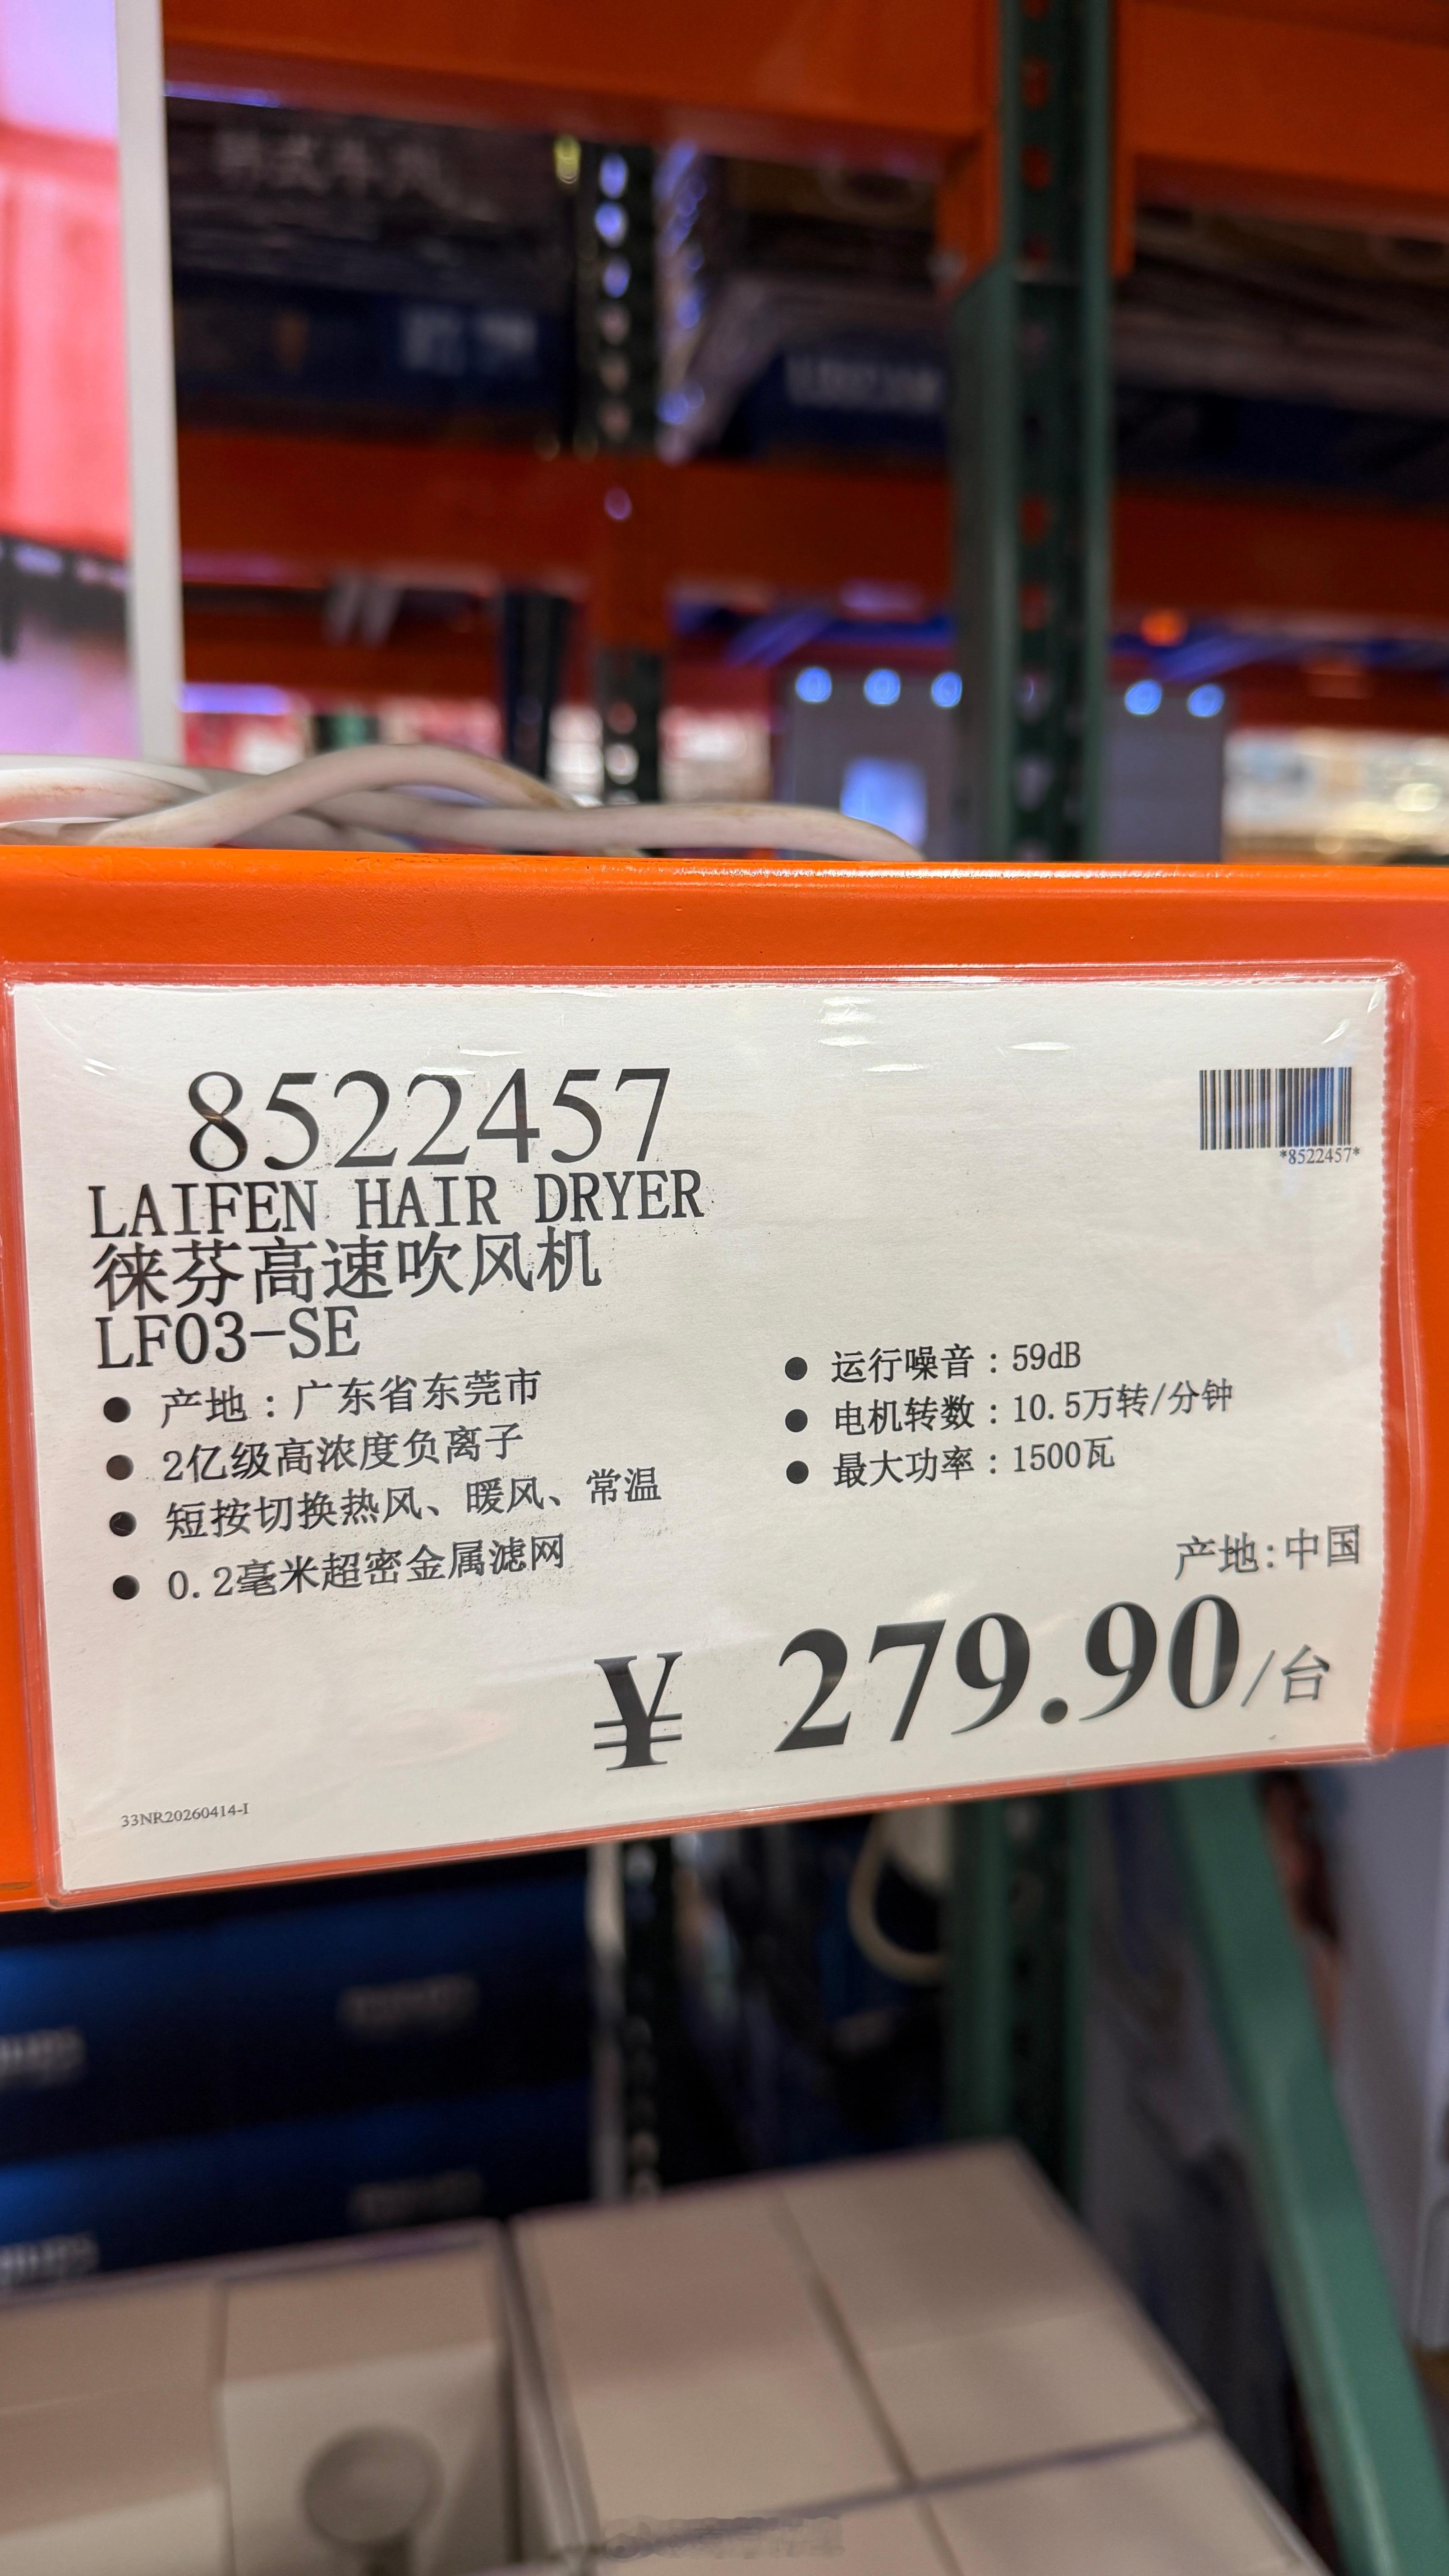 8522457
*8522457*
LAIFEN HAIR DRYER
徕芬高速吹风机
LF03-SE
● 产地：广东省东莞市
● 2亿级高浓度负离子
● 短按切换热风、暖风、常温
● 0.2毫米超密金属滤网
● 运行噪音：59dB
● 电机转数：10.5万转/分钟
● 最大功率：1500瓦
产地:中国
¥ 279.90/台
33NR20260414-I